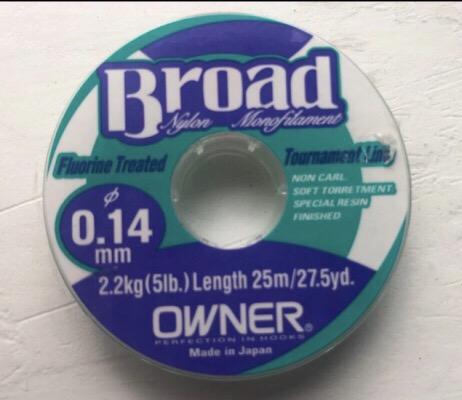 Broad
Nylon Monofilament
Fluorine Treated
Tournament Line
NON CARL.
SOFT TORRETMENT
SPECIAL RESIN
FINISHED
ø
0.14
mm
2.2kg(5lb.) Length 25m/27.5yd.
OWNER®
PERFECTION IN HOOKS
Made in Japan